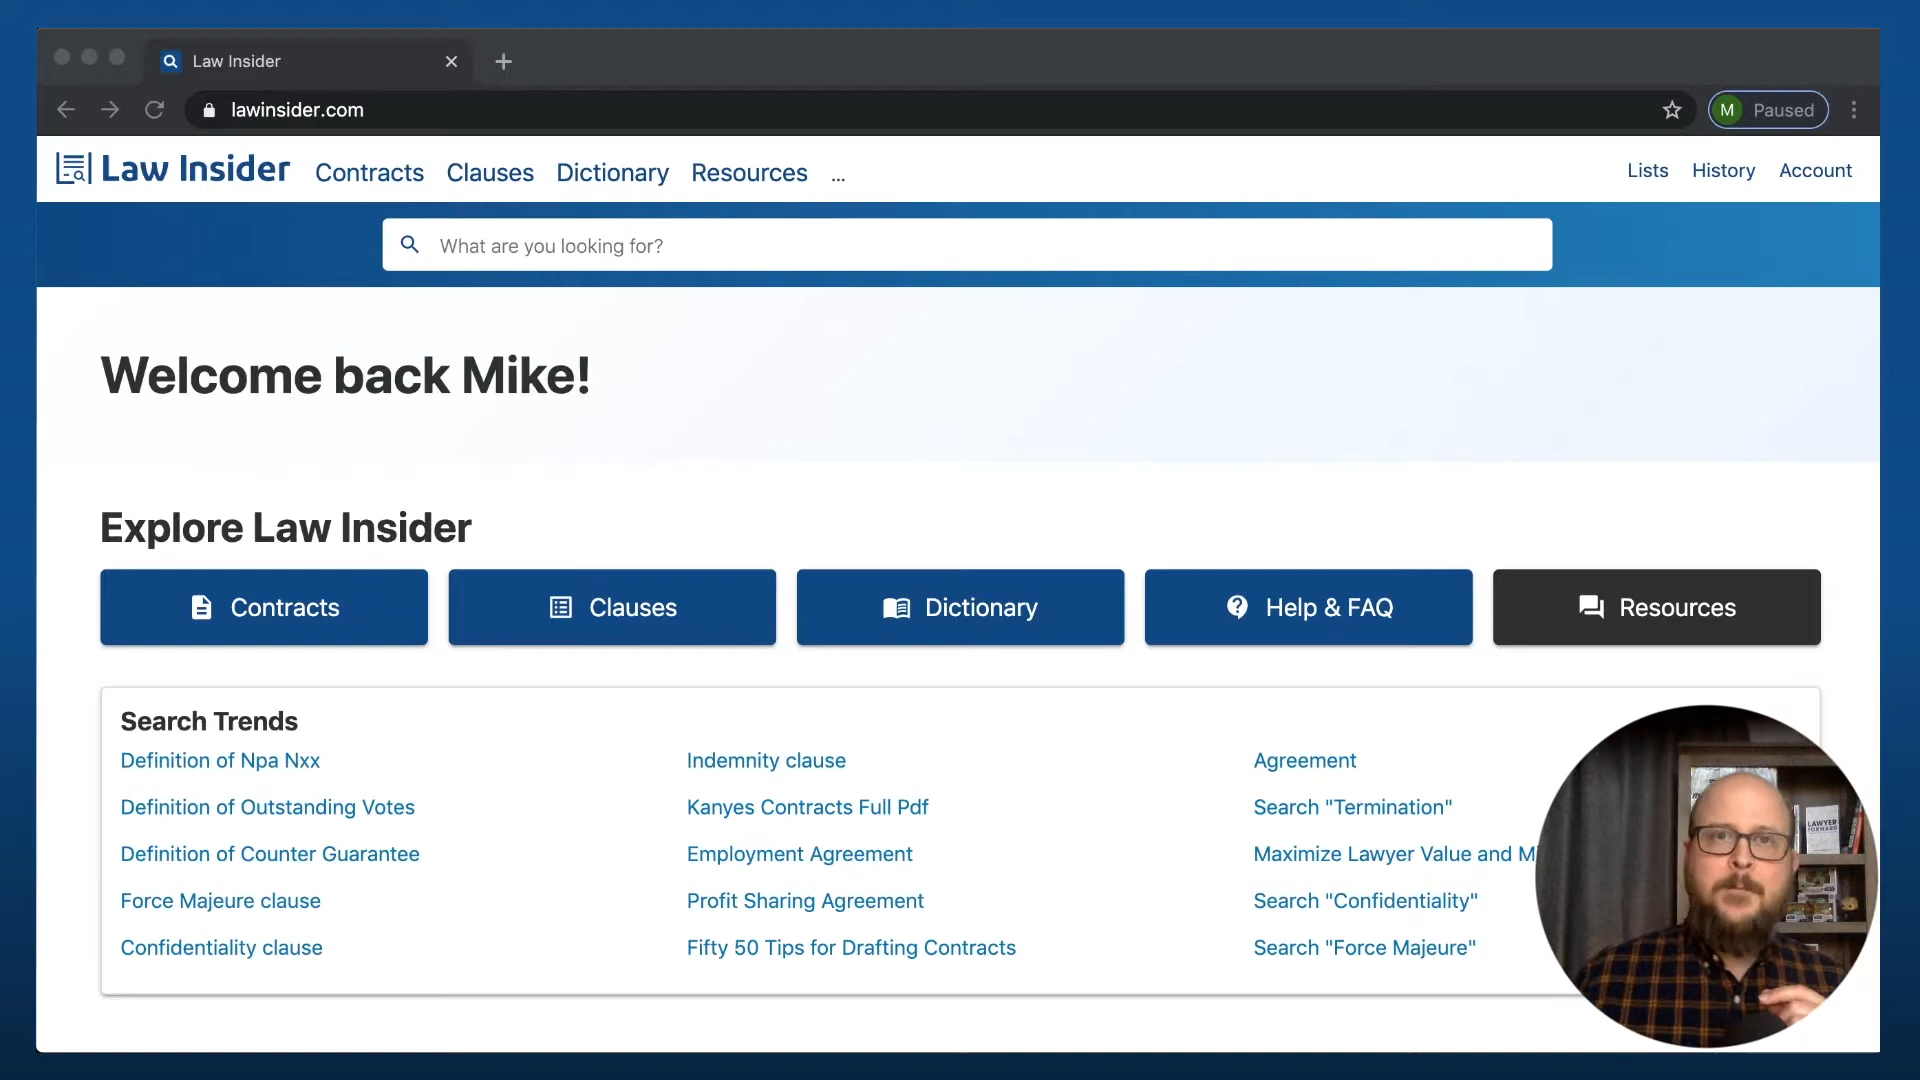 Law Insider
lawinsider.com
M Paused
Law Insider Contracts Clauses Dictionary Resources ... Lists History Account
What are you looking for?
Welcome back Mike!
Explore Law Insider
Contracts Clauses Dictionary Help & FAQ Resources
Search Trends
Definition of Npa Nxx
Definition of Outstanding Votes
Definition of Counter Guarantee
Force Majeure clause
Confidentiality clause
Indemnity clause
Kanyes Contracts Full Pdf
Employment Agreement
Profit Sharing Agreement
Fifty 50 Tips for Drafting Contracts
Agreement
Search "Termination"
Maximize Lawyer Value and
Search "Confidentiality"
Search "Force Majeure"
LAWYER
FORWARD